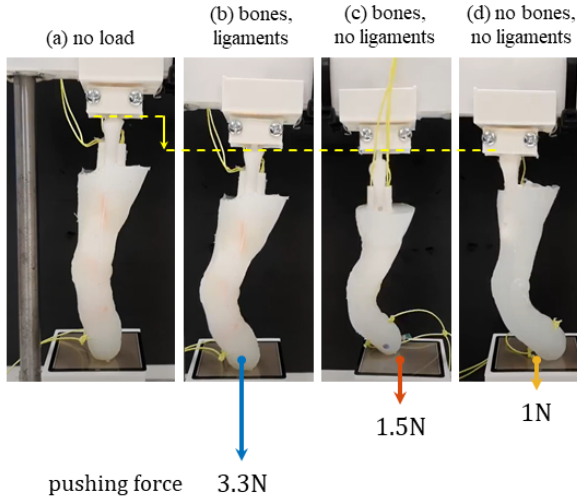 (a) no load
(b) bones,
ligaments
(c) bones,
no ligaments
(d) no bones,
no ligaments
1.5N
1N
pushing force 3.3N